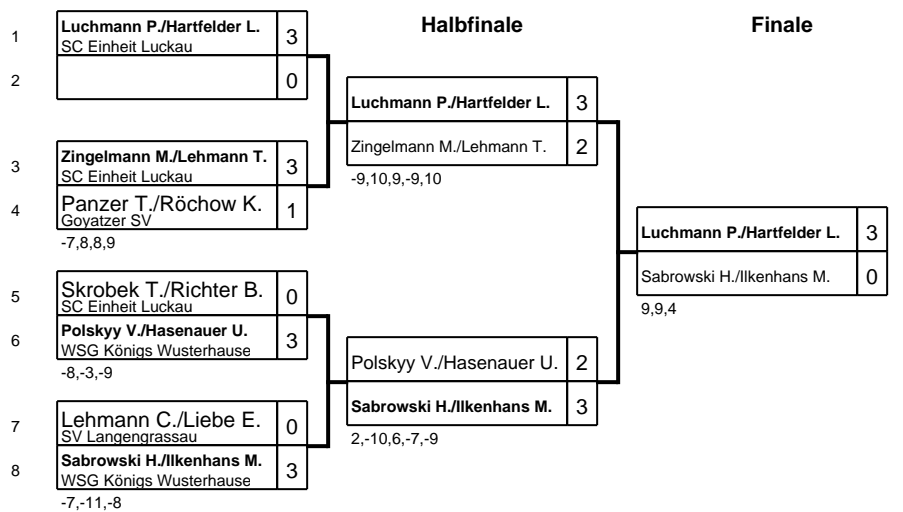 Halbfinale
Finale
1
Luchmann P./Hartfelder L.
3
SC Einheit Luckau
2
0
3
Zingelmann M./Lehmann T.
3
SC Einheit Luckau
4
Panzer T./Röchow K.
1
Goyatzer SV
-7,8,8,9
5
Skrobek T./Richter B.
0
SC Einheit Luckau
6
Polskyy V./Hasenauer U.
3
WSG Königs Wusterhause
-8,-3,-9
7
Lehmann C./Liebe E.
0
SV Langengrassau
8
Sabrowski H./Ilkenhans M.
3
WSG Königs Wusterhause
-7,-11,-8
Luchmann P./Hartfelder L.
3
Zingelmann M./Lehmann T.
2
-9,10,9,-9,10
Polskyy V./Hasenauer U.
2
Sabrowski H./Ilkenhans M.
3
2,-10,6,-7,-9
Luchmann P./Hartfelder L.
3
Sabrowski H./Ilkenhans M.
0
9,9,4